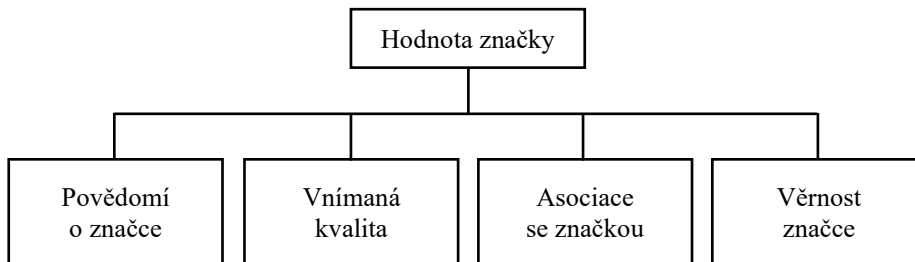 Hodnota značky
Povědomí
o značce
Vnímaná
kvalita
Asociace
se značkou
Věrnost
značce